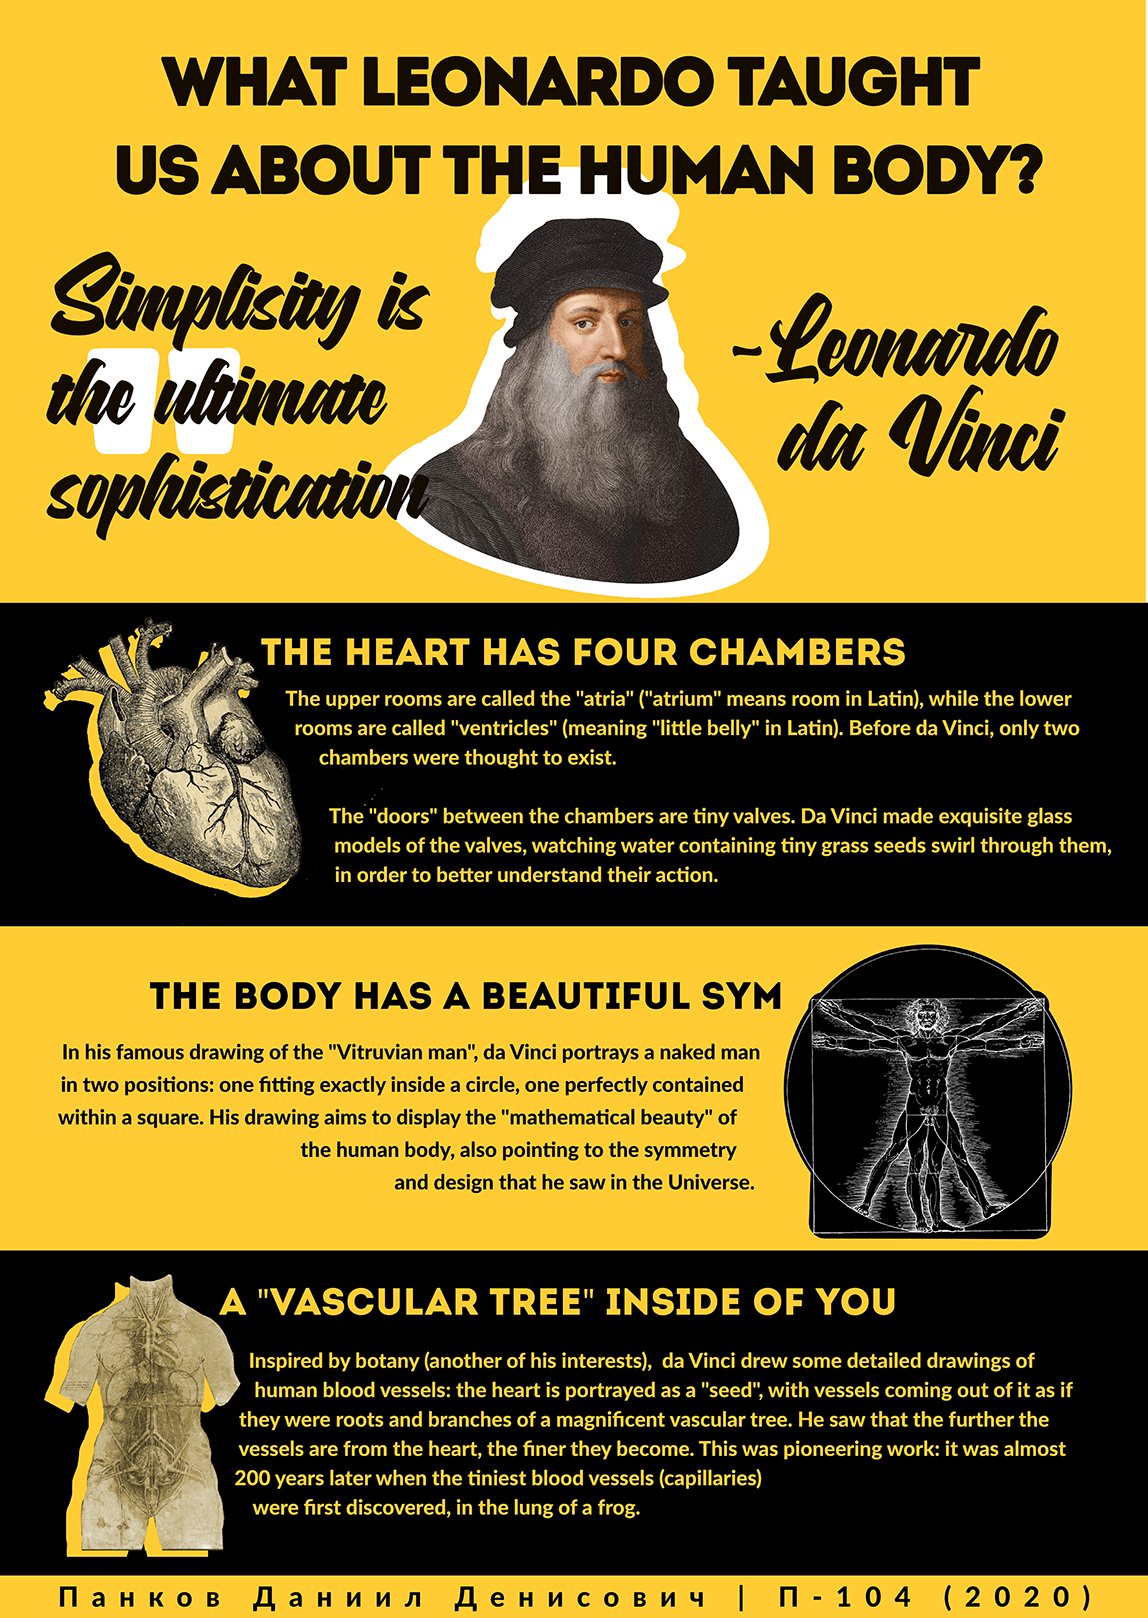 WHAT LEONARDO TAUGHT
US ABOUT THE HUMAN BODY?
Simplisity is
the ultimate
sophistication
-Leonardo
da Vinci
THE HEART HAS FOUR CHAMBERS
The upper rooms are called the "atria" ("atrium" means room in Latin), while the lower
rooms are called "ventricles" (meaning "little belly" in Latin). Before da Vinci, only two
chambers were thought to exist.
The "doors" between the chambers are tiny valves. Da Vinci made exquisite glass
models of the valves, watching water containing tiny grass seeds swirl through them,
in order to better understand their action.
THE BODY HAS A BEAUTIFUL SYM
In his famous drawing of the "Vitruvian man", da Vinci portrays a naked man
in two positions: one fitting exactly inside a circle, one perfectly contained
within a square. His drawing aims to display the "mathematical beauty" of
the human body, also pointing to the symmetry
and design that he saw in the Universe.
A "VASCULAR TREE" INSIDE OF YOU
Inspired by botany (another of his interests), da Vinci drew some detailed drawings of
human blood vessels: the heart is portrayed as a "seed", with vessels coming out of it as if
they were roots and branches of a magnificent vascular tree. He saw that the further the
vessels are from the heart, the finer they become. This was pioneering work: it was almost
200 years later when the tiniest blood vessels (capillaries)
were first discovered, in the lung of a frog.
Панков Даниил Денисович | П-104 (2020)